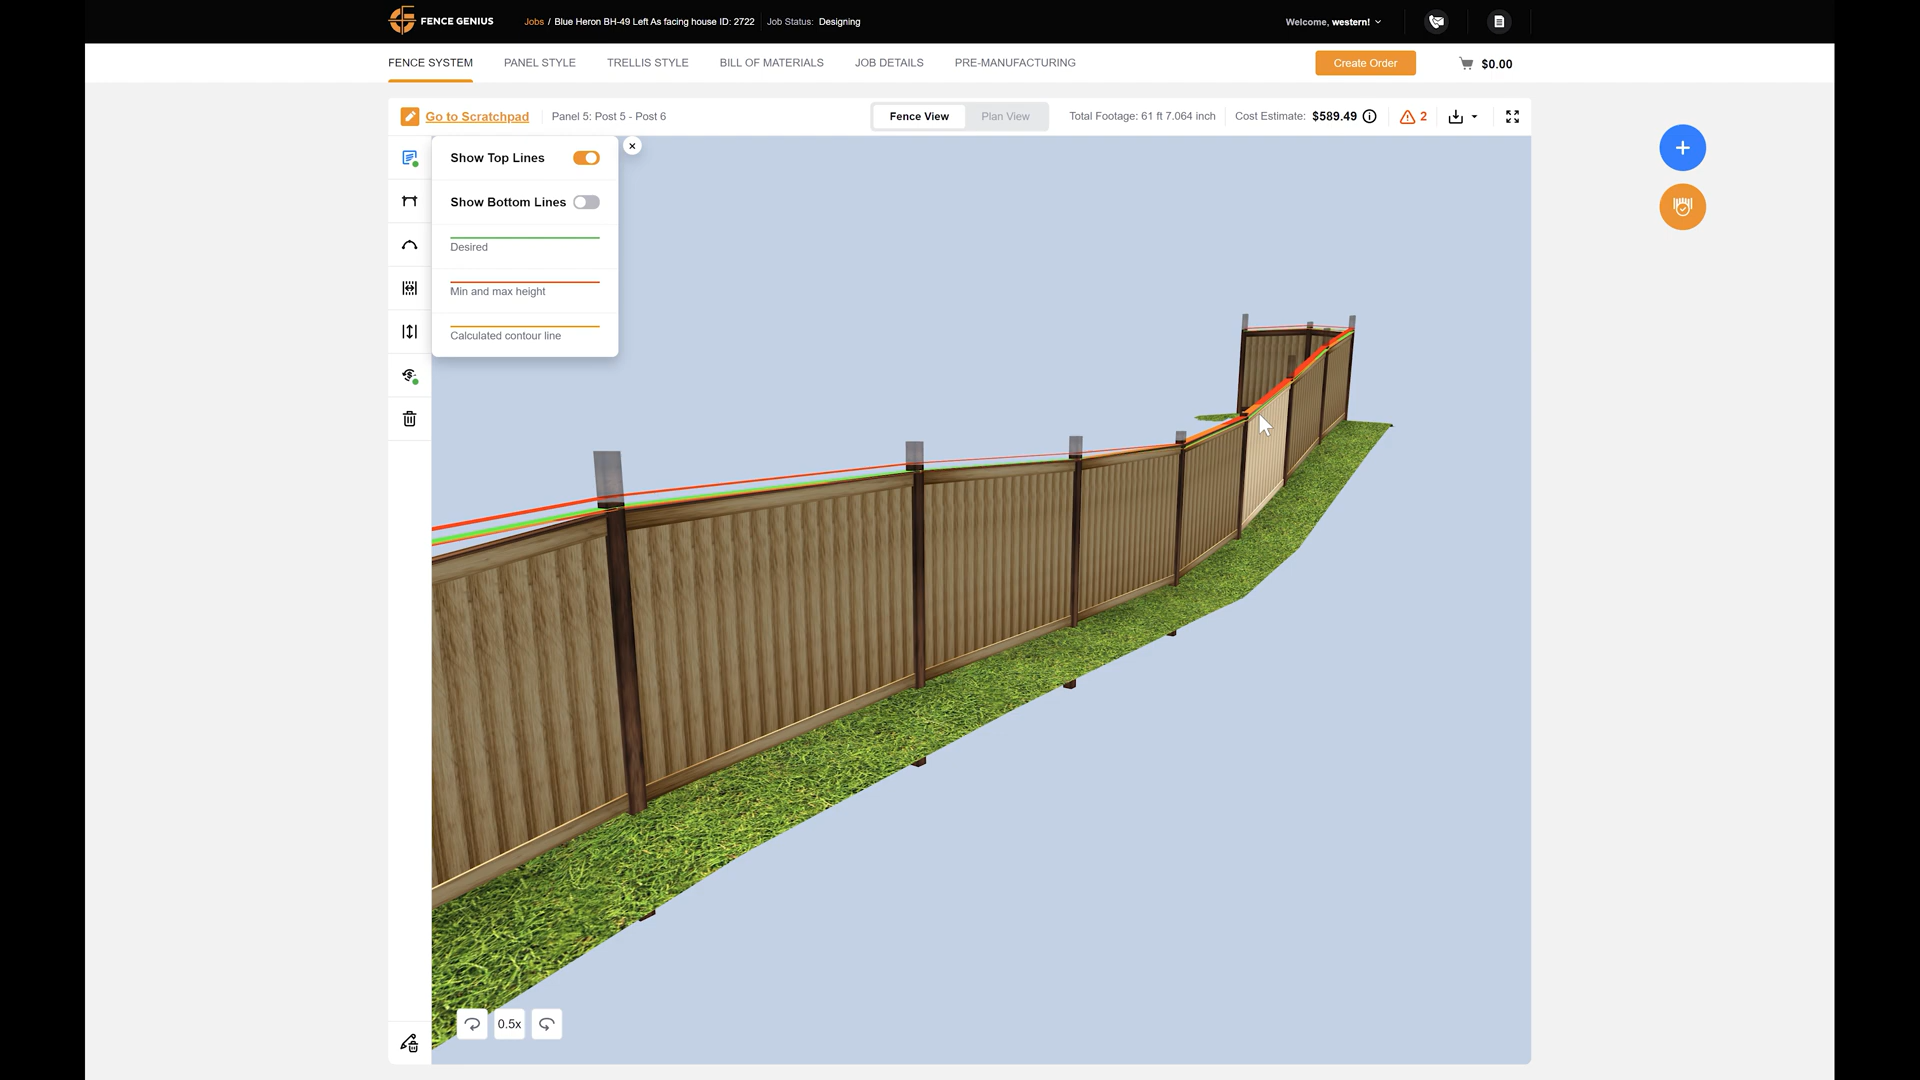 FENCE GENIUS
Jobs / Blue Heron BH-49 Left As facing house ID: 2722
Job Status: Designing
Welcome, western!
FENCE SYSTEM
PANEL STYLE
TRELLIS STYLE
BILL OF MATERIALS
JOB DETAILS
PRE-MANUFACTURING
Create Order
$0.00
Go to Scratchpad
Panel 5: Post 5 - Post 6
Fence View
Plan View
Total Footage: 61 ft 7.064 inch
Cost Estimate: $589.49
2
Show Top Lines
Show Bottom Lines
Desired
Min and max height
Calculated contour line
0.5x